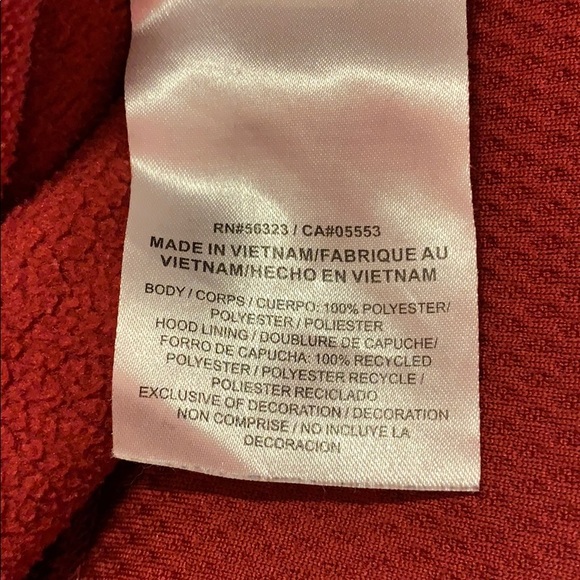 RN#56323 / CA#05553
MADE IN VIETNAM/FABRIQUE AU
VIETNAM/HECHO EN VIETNAM
BODY / CORPS / CUERPO: 100% POLYESTER/
POLYESTER / POLIESTER
HOOD LINING / DOUBLURE DE CAPUCHE/
FORRO DE CAPUCHA: 100% RECYCLED
POLYESTER / POLYESTER RECYCLE /
POLIESTER RECICLADO
EXCLUSIVE OF DECORATION / DECORATION
NON COMPRISE / NO INCLUYE LA
DECORACION